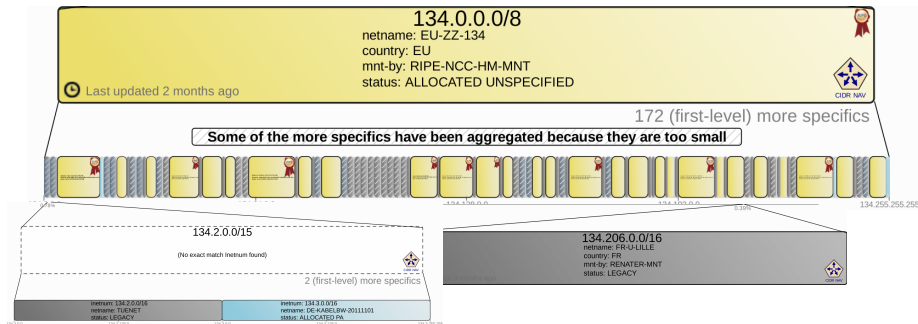 134.0.0.0/8
netname: EU-ZZ-134
country: EU
mnt-by: RIPE-NCC-HM-MNT
status: ALLOCATED UNSPECIFIED
Last updated 2 months ago
CIDR NAV
172 (first-level) more specifics
Some of the more specifics have been aggregated because they are too small
134.255.255.255
134.2.0.0/15
(No exact match Inetnum found)
CIDR NAV
2 (first-level) more specifics
inetnum: 134.2.0.0/16
netname: TUENET
status: LEGACY
inetnum: 134.3.0.0/16
netname: DE-KABELBW-20111101
status: ALLOCATED PA
134.206.0.0/16
netname: FR-U-LILLE
country: FR
mnt-by: RENATER-MNT
status: LEGACY
CIDR NAV